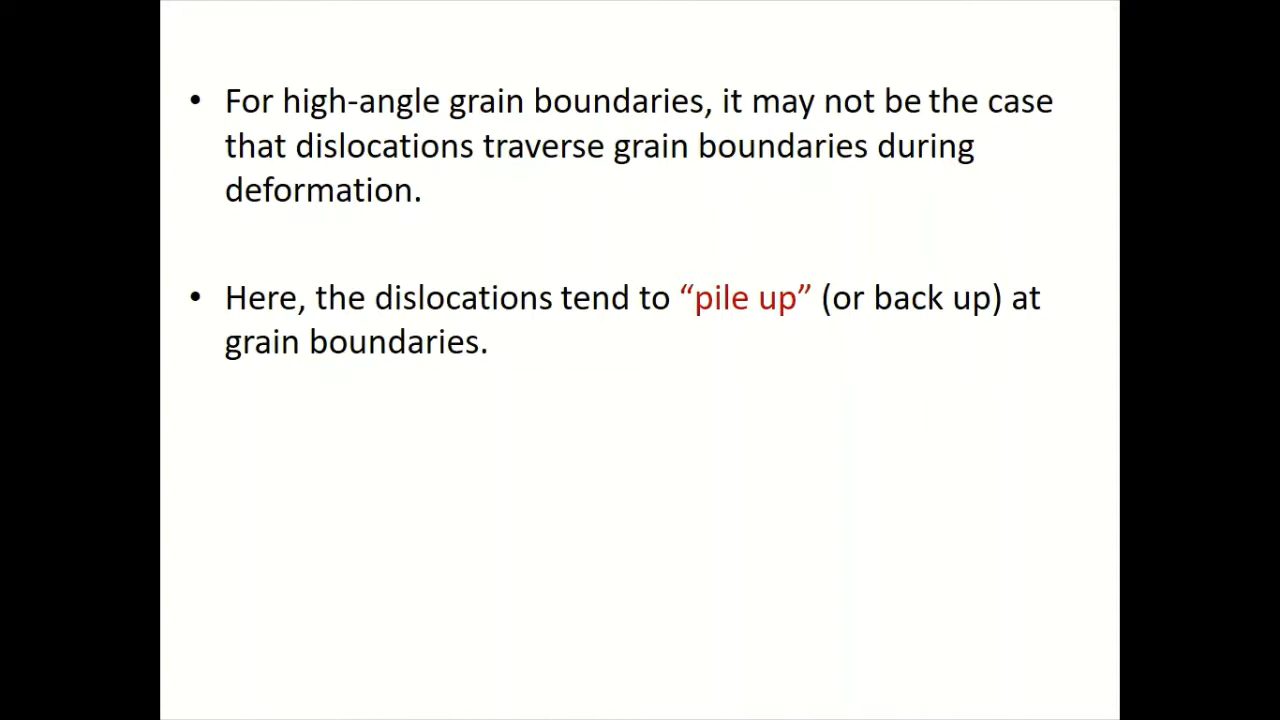 • For high-angle grain boundaries, it may not be the case
that dislocations traverse grain boundaries during
deformation.
• Here, the dislocations tend to “pile up” (or back up) at
grain boundaries.